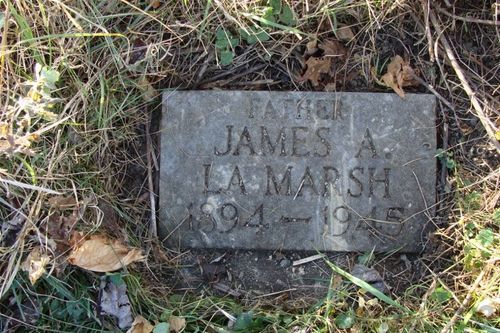 FATHER
JAMES A.
LA MARSH
1894 - 1945